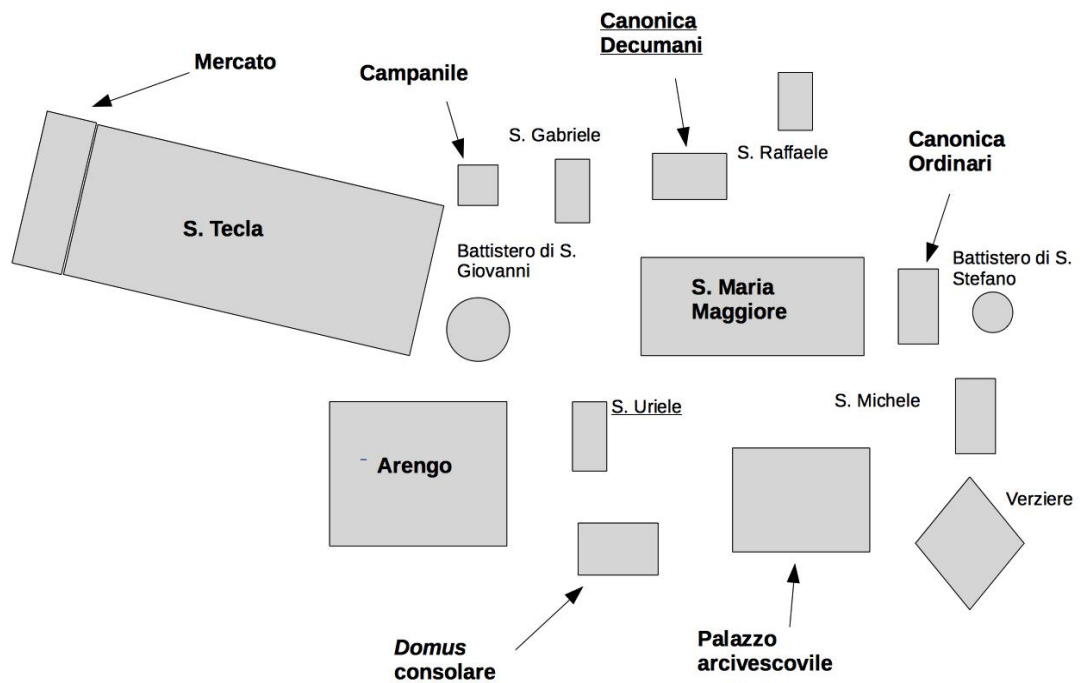 Canonica
Decumani
Mercato
Campanile
S. Gabriele
S. Raffaele
Canonica
Ordinari
S. Tecla
Battistero di S.
Giovanni
Battistero di S.
Stefano
S. Maria
Maggiore
S. Uriele
S. Michele
Arengo
Verziere
Domus
consolare
Palazzo
arcivescovile